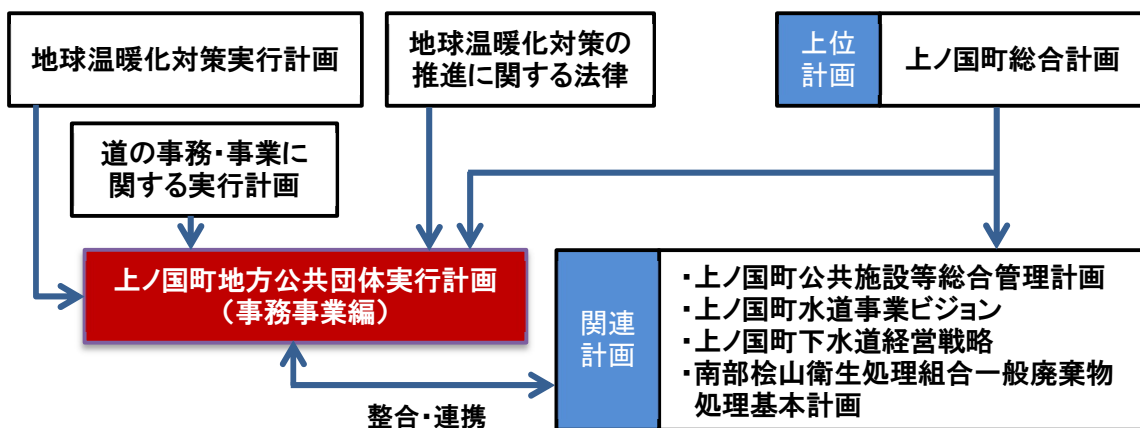 地球温暖化対策実行計画
地球温暖化対策の
推進に関する法律
上位
計画
上ノ国町総合計画
道の事務・事業に
関する実行計画
上ノ国町地方公共団体実行計画
（事務事業編）
関連
計画
・上ノ国町公共施設等総合管理計画
・上ノ国町水道事業ビジョン
・上ノ国町下水道経営戦略
・南部桧山衛生処理組合一般廃棄物
処理基本計画
整合・連携